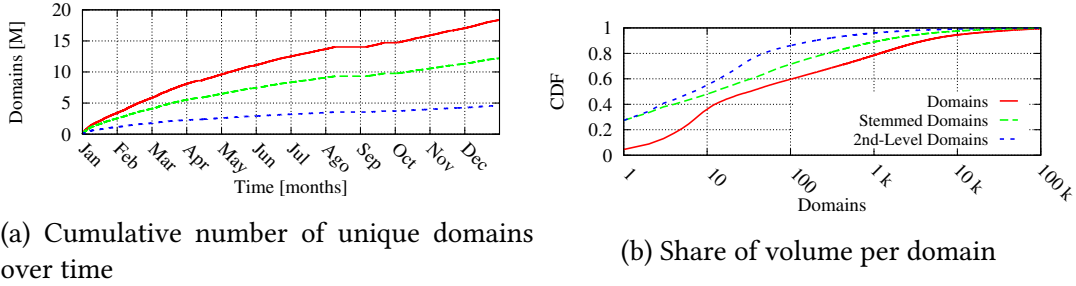 Domains [M]
20
15
10
5
0
Jan
Feb
Mar
Apr
May
Jun
Jul
Ago
Sep
Oct
Nov
Dec
Time [months]
(a) Cumulative number of unique domains
over time
CDF
1
0.8
0.6
0.4
0.2
0
Domains
Stemmed Domains
2nd-Level Domains
1
10
100
1 k
10 k
100 k
Domains
(b) Share of volume per domain